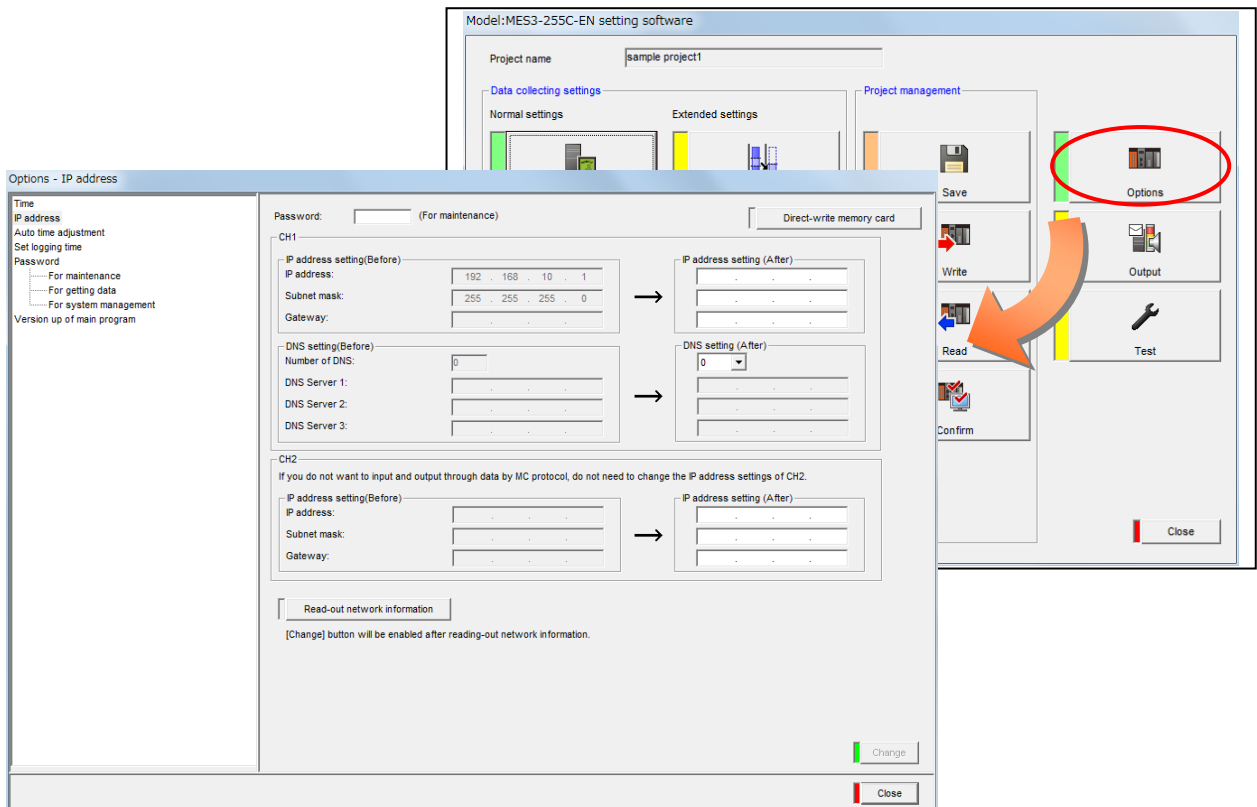 Model:MES3-255C-EN setting software
Project name
sample project1
Data collecting settings
Project management
Normal settings
Extended settings
Save
Options
Write
Output
Read
Test
Confirm
Close
Options - IP address
Time
IP address
Auto time adjustment
Set logging time
Password
For maintenance
For getting data
For system management
Version up of main program
Password:
(For maintenance)
Direct-write memory card
CH1
IP address setting(Before)
IP address:
192 . 168 . 10 . 1
Subnet mask:
255 . 255 . 255 . 0
Gateway:
. . .
→
IP address setting (After)
. . .
. . .
. . .
DNS setting(Before)
Number of DNS:
0
DNS Server 1:
. . .
DNS Server 2:
. . .
DNS Server 3:
. . .
→
DNS setting (After)
0
. . .
. . .
. . .
CH2
If you do not want to input and output through data by MC protocol, do not need to change the IP address settings of CH2.
IP address setting(Before)
IP address:
. . .
Subnet mask:
. . .
Gateway:
. . .
→
IP address setting (After)
. . .
. . .
. . .
Read-out network information
[Change] button will be enabled after reading-out network information.
Change
Close